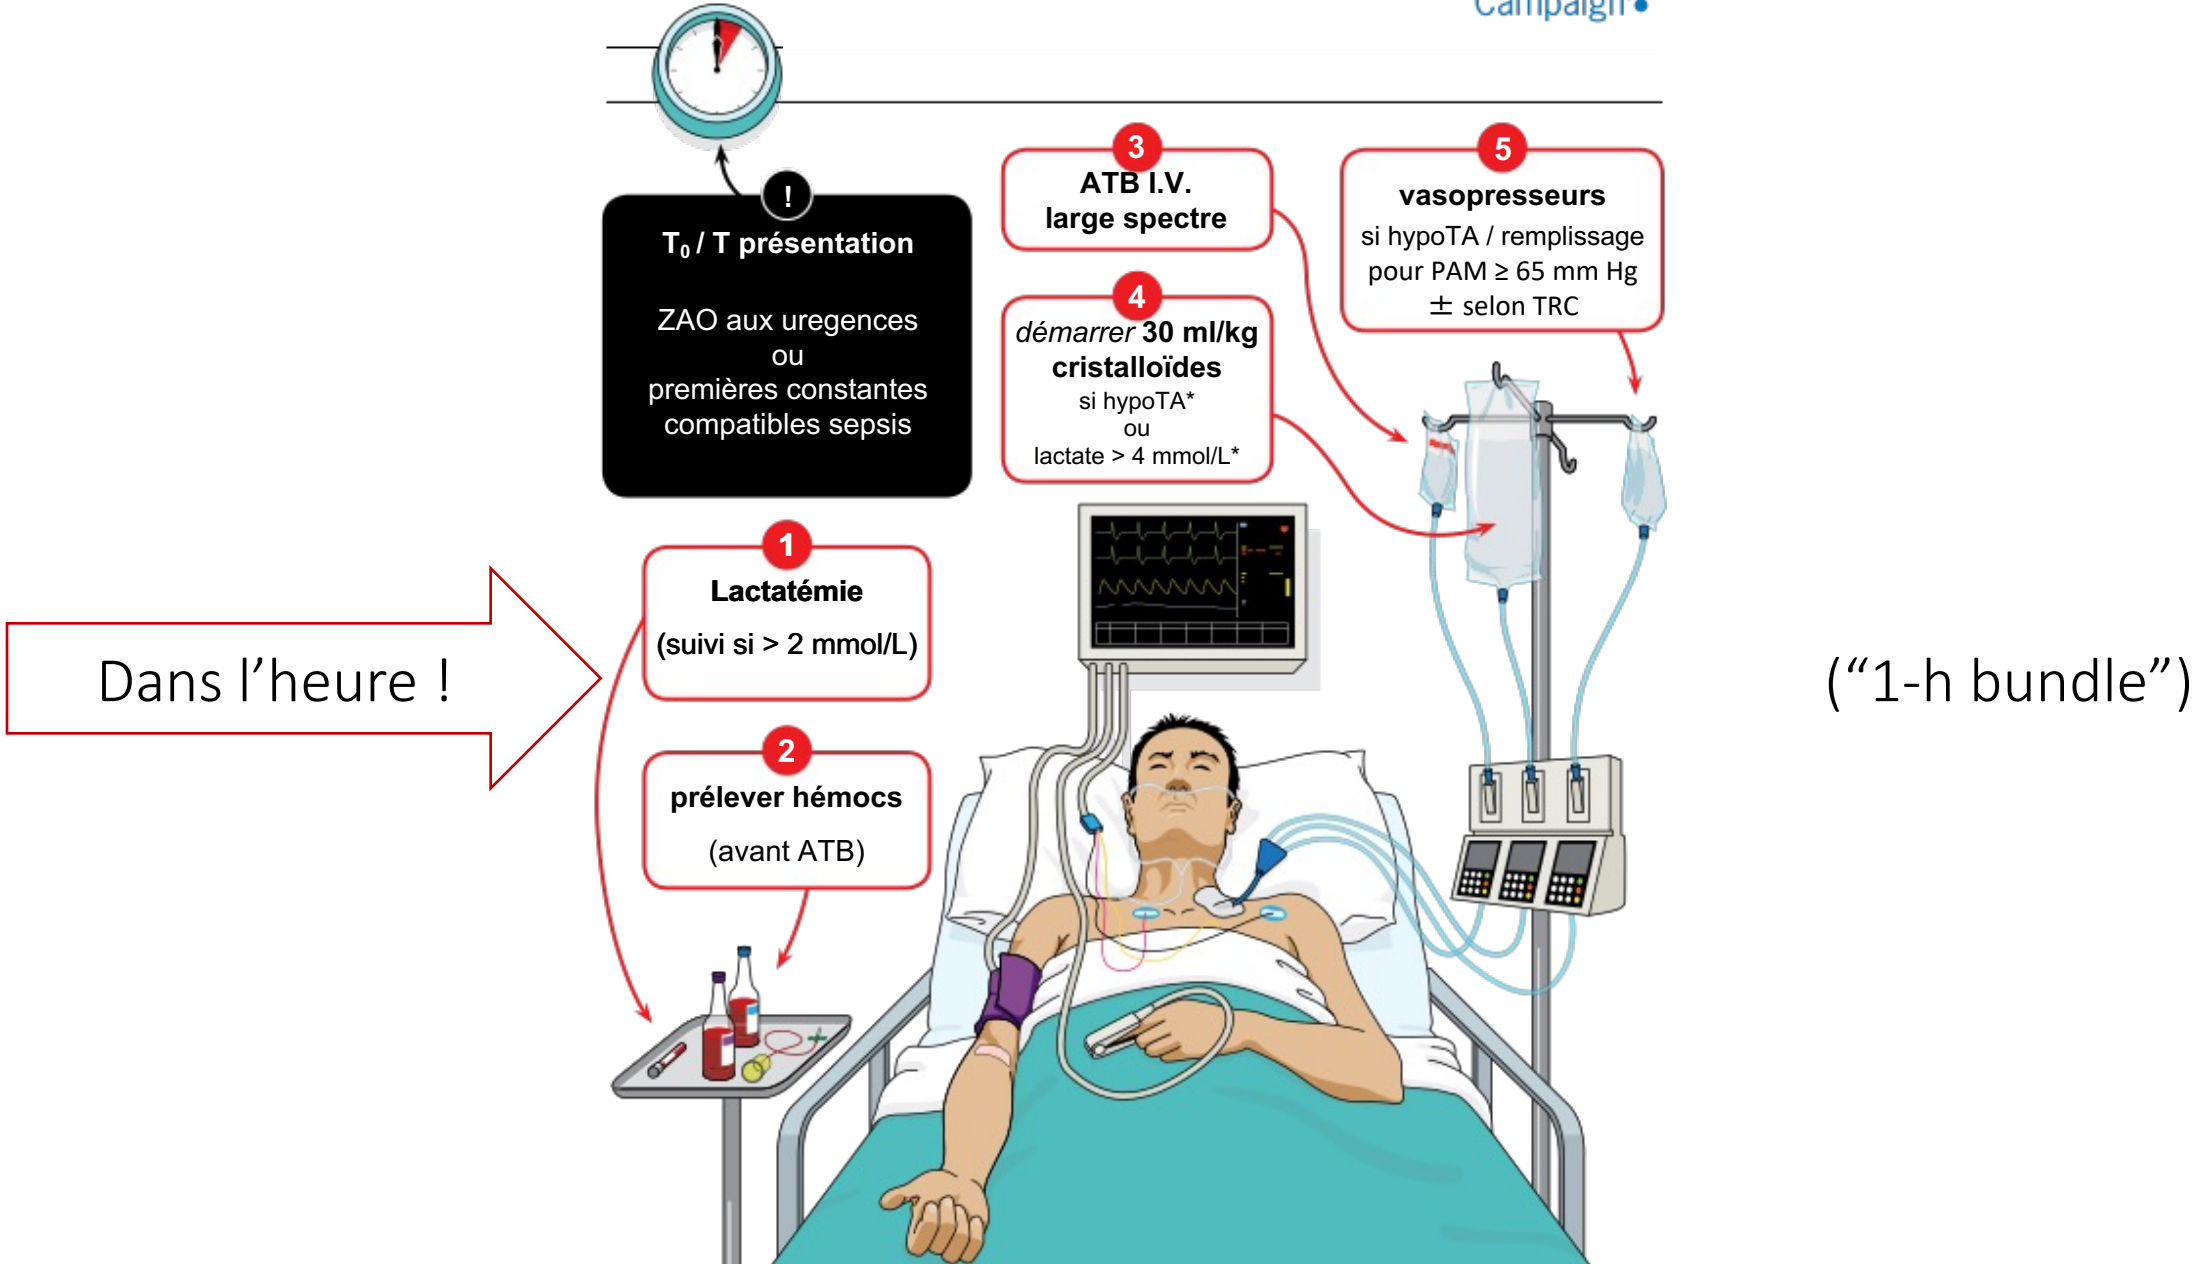 Campaign
!
T₀ / T présentation
ZAO aux uregences
ou
premières constantes
compatibles sepsis
3
ATB I.V.
large spectre
5
vasopresseurs
si hypoTA / remplissage
pour PAM ≥ 65 mm Hg
± selon TRC
4
démarrer 30 ml/kg
cristalloïdes
si hypoTA*
ou
lactate > 4 mmol/L*
1
Lactatémie
(suivi si > 2 mmol/L)
Dans l’heure !
(“1-h bundle”)
2
prélever hémocs
(avant ATB)